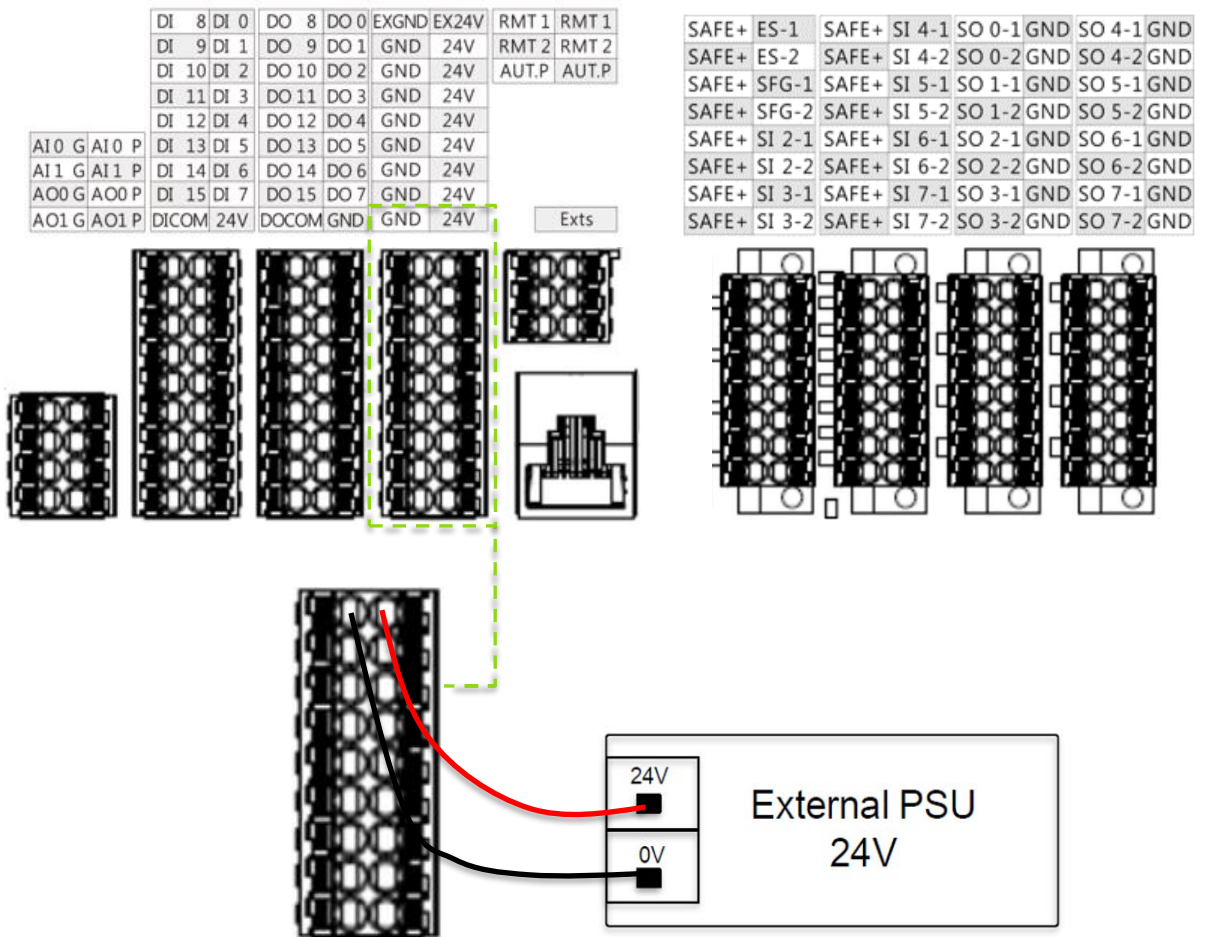 DI 8 DI 0 DO 8 DO 0 EXGND EX24V RMT 1 RMT 1
DI 9 DI 1 DO 9 DO 1 GND 24V RMT 2 RMT 2
DI 10 DI 2 DO 10 DO 2 GND 24V AUT.P AUT.P
DI 11 DI 3 DO 11 DO 3 GND 24V
DI 12 DI 4 DO 12 DO 4 GND 24V
AI0 G AI0 P DI 13 DI 5 DO 13 DO 5 GND 24V
AI1 G AI1 P DI 14 DI 6 DO 14 DO 6 GND 24V
AO0 G AO0 P DI 15 DI 7 DO 15 DO 7 GND 24V
AO1 G AO1 P DICOM 24V DOCOM GND GND 24V Exts
SAFE+ ES-1 SAFE+ SI 4-1 SO 0-1 GND SO 4-1 GND
SAFE+ ES-2 SAFE+ SI 4-2 SO 0-2 GND SO 4-2 GND
SAFE+ SFG-1 SAFE+ SI 5-1 SO 1-1 GND SO 5-1 GND
SAFE+ SFG-2 SAFE+ SI 5-2 SO 1-2 GND SO 5-2 GND
SAFE+ SI 2-1 SAFE+ SI 6-1 SO 2-1 GND SO 6-1 GND
SAFE+ SI 2-2 SAFE+ SI 6-2 SO 2-2 GND SO 6-2 GND
SAFE+ SI 3-1 SAFE+ SI 7-1 SO 3-1 GND SO 7-1 GND
SAFE+ SI 3-2 SAFE+ SI 7-2 SO 3-2 GND SO 7-2 GND
24V
0V
External PSU
24V